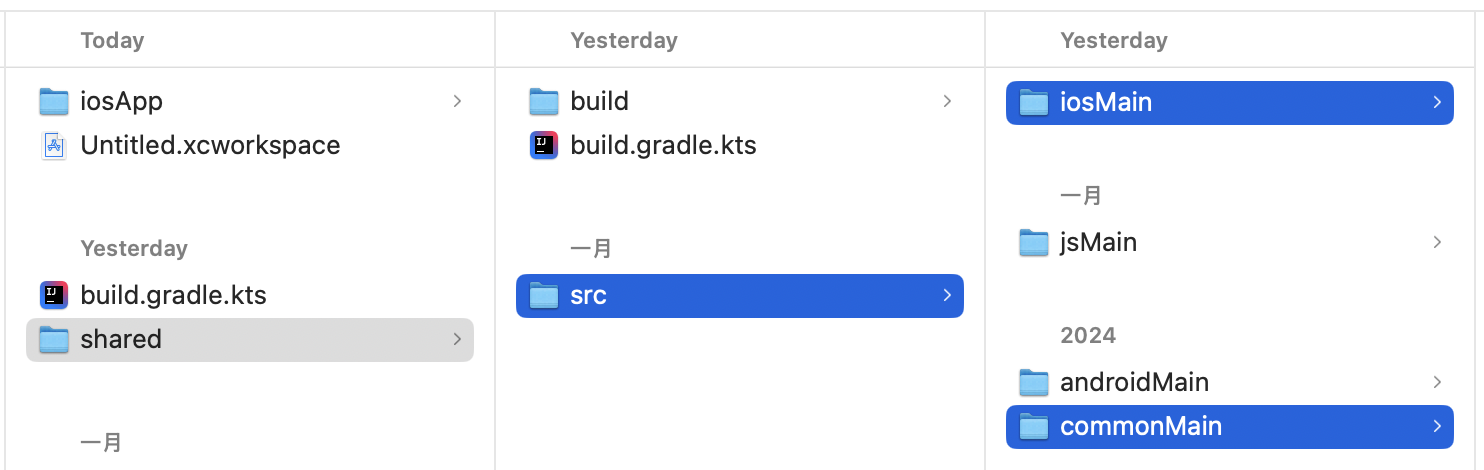 Today
iosApp
Untitled.xcworkspace
Yesterday
build.gradle.kts
shared
一月
Yesterday
build
build.gradle.kts
一月
src
Yesterday
iosMain
一月
jsMain
2024
androidMain
commonMain